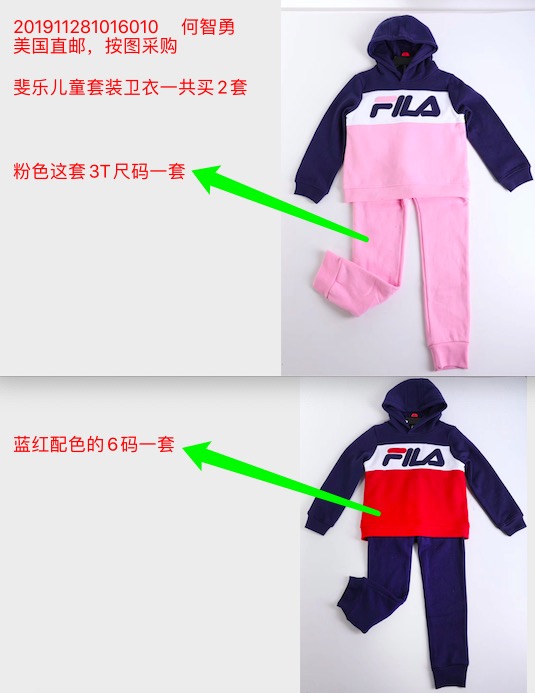 201911281016010 何智勇
美国直邮，按图采购
斐乐儿童套装卫衣一共买2套
FILA
粉色这套3T尺码一套
蓝红配色的6码一套
FILA